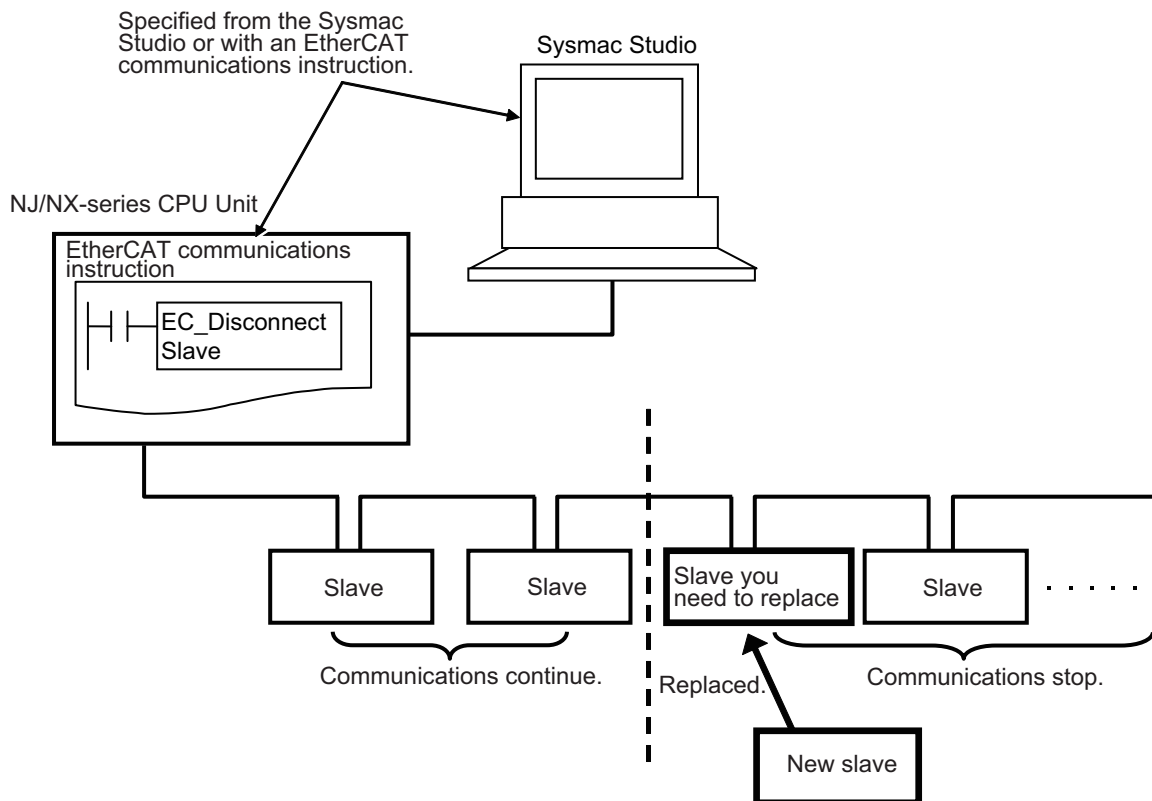 Specified from the Sysmac
Studio or with an EtherCAT
communications instruction.
Sysmac Studio
NJ/NX-series CPU Unit
EtherCAT communications
instruction
EC_Disconnect
Slave
Slave
Slave
Slave you
need to replace
Slave
. . . . . .
Communications continue.
Replaced.
Communications stop.
New slave